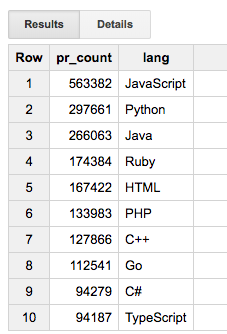 Results Details
Row pr_count lang
1 563382 JavaScript
2 297661 Python
3 266063 Java
4 174384 Ruby
5 167422 HTML
6 133983 PHP
7 127866 C++
8 112541 Go
9 94279 C#
10 94187 TypeScript